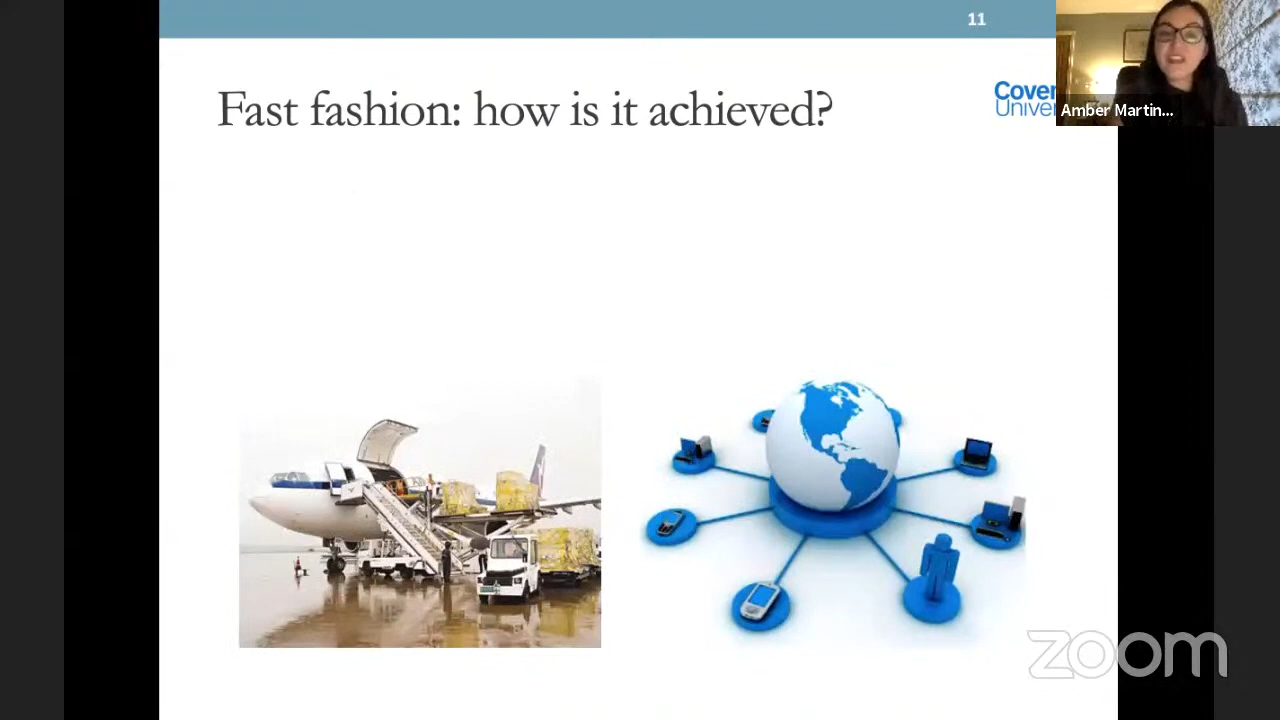 11
Fast fashion: how is it achieved?
Cover
Univer
Amber Martin...
zoom